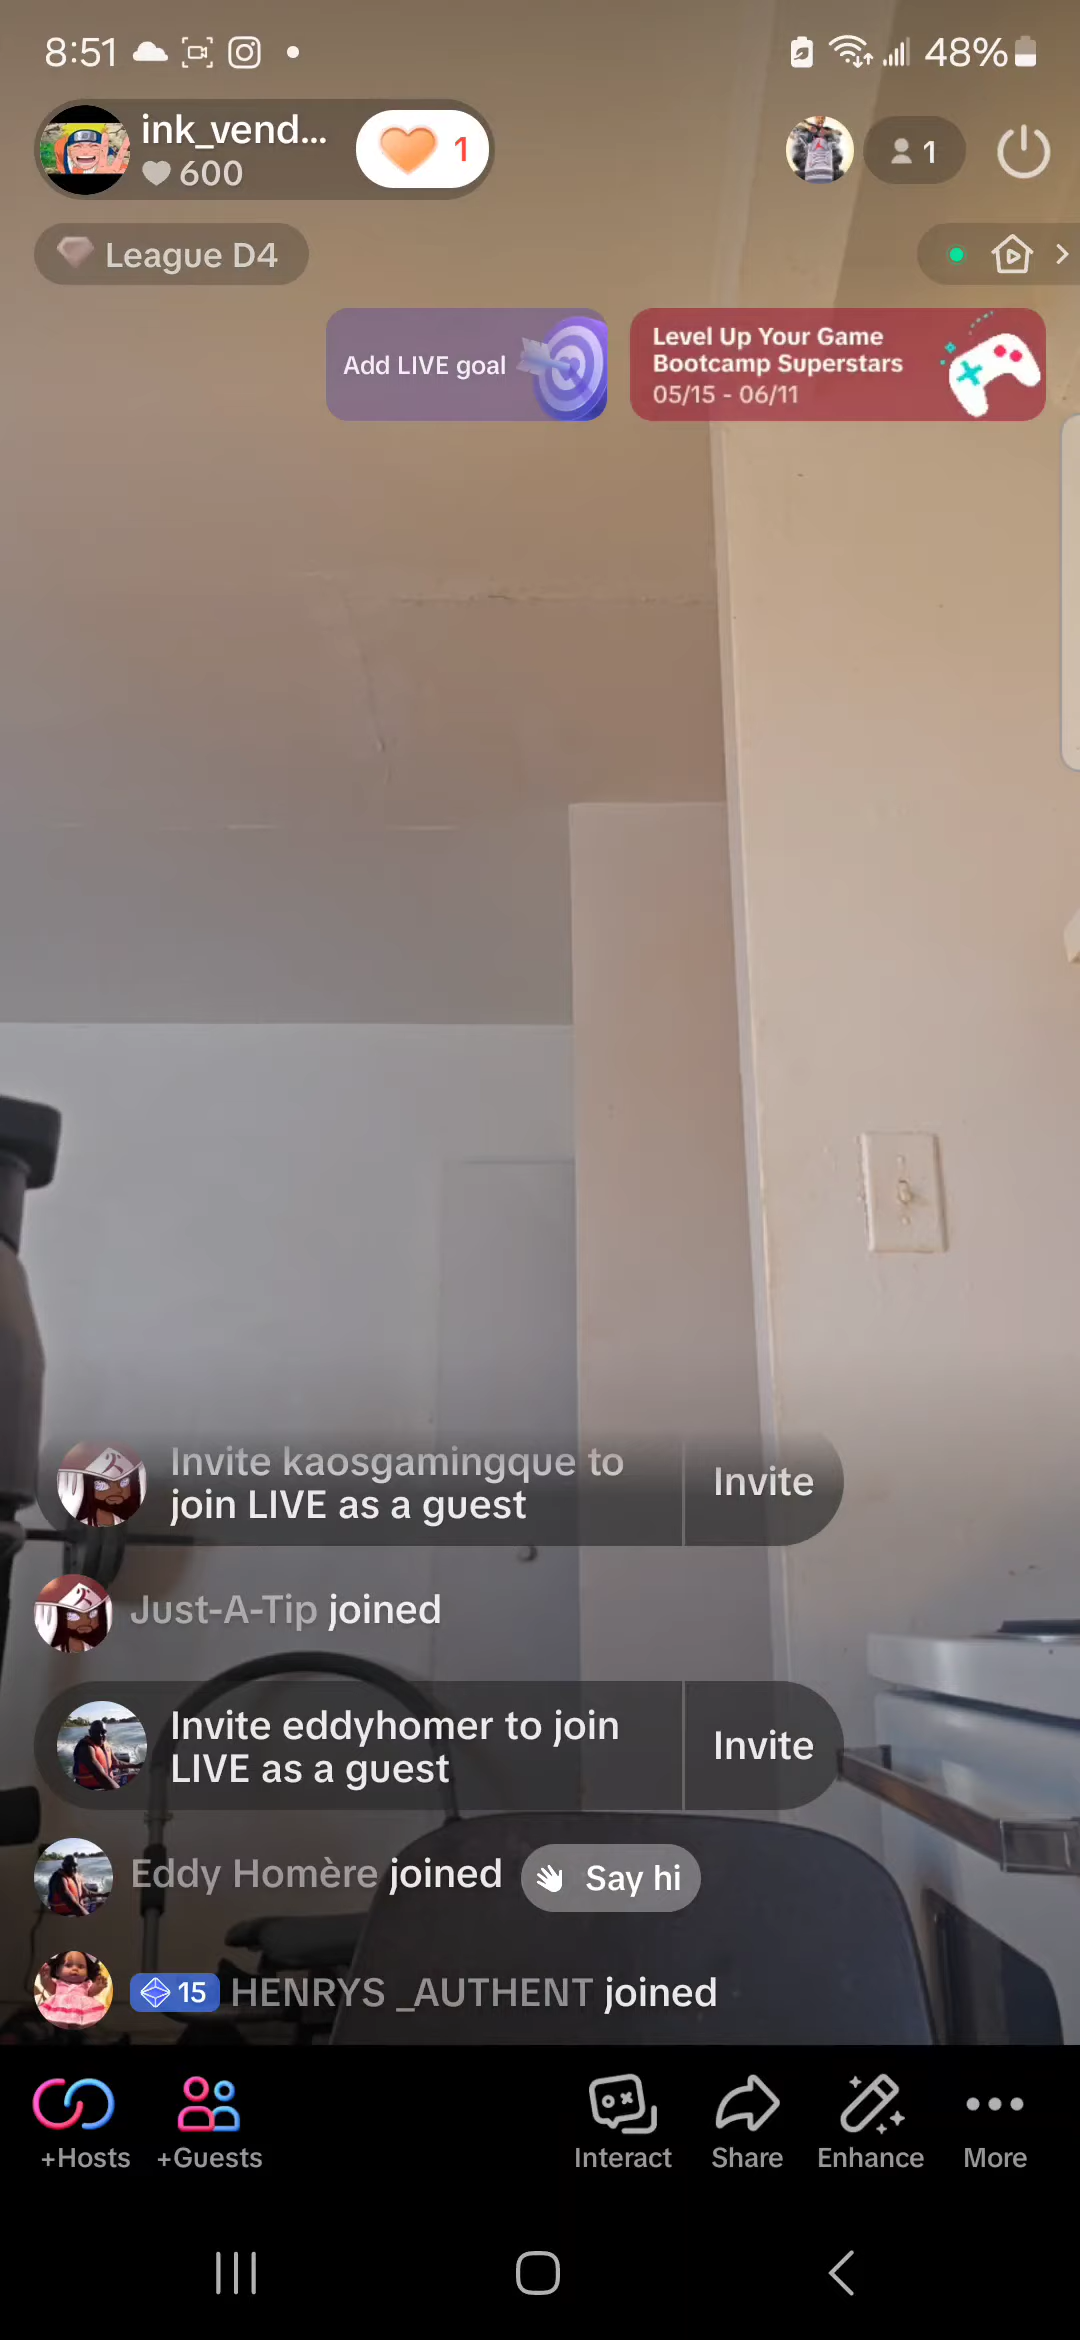 8:51
48%
ink_vend...
600
1
1
League D4
Add LIVE goal
Level Up Your Game
Bootcamp Superstars
05/15 - 06/11
Invite kaosgamingque to
join LIVE as a guest
Invite
Just-A-Tip joined
Invite eddyhomer to join
LIVE as a guest
Invite
Eddy Homère joined
Say hi
15 HENRYS _AUTHENT joined
+Hosts
+Guests
Interact
Share
Enhance
More